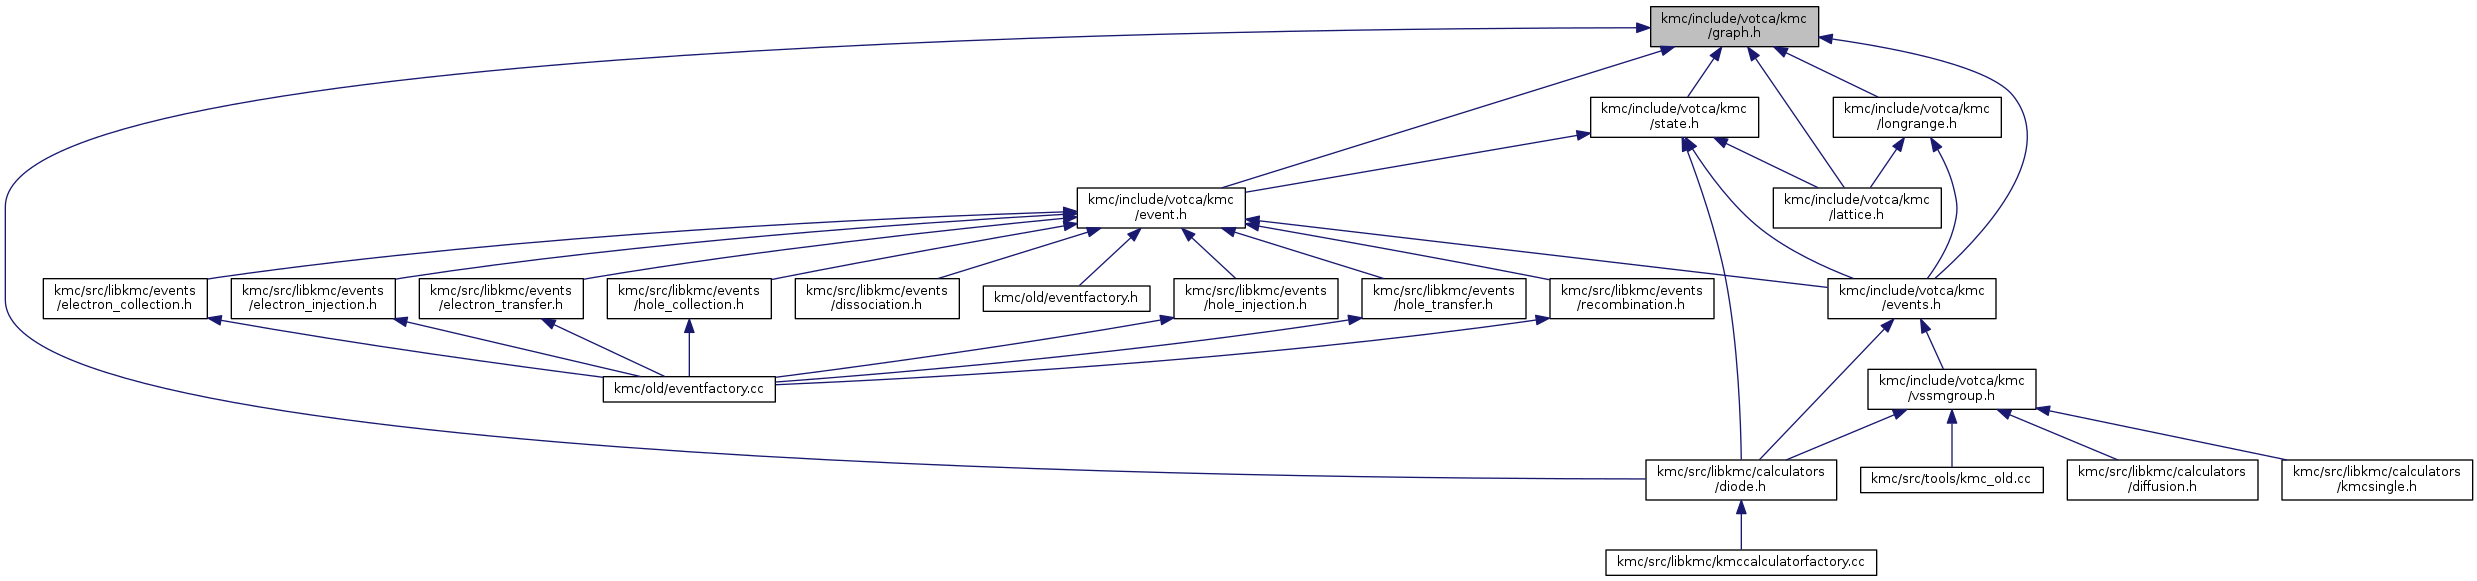 kmc/include/votca/kmc
/graph.h
kmc/include/votca/kmc
/state.h
kmc/include/votca/kmc
/longrange.h
kmc/include/votca/kmc
/event.h
kmc/include/votca/kmc
/lattice.h
kmc/src/libkmc/events
/electron_collection.h
kmc/src/libkmc/events
/electron_injection.h
kmc/src/libkmc/events
/electron_transfer.h
kmc/src/libkmc/events
/hole_collection.h
kmc/src/libkmc/events
/dissociation.h
kmc/old/eventfactory.h
kmc/src/libkmc/events
/hole_injection.h
kmc/src/libkmc/events
/hole_transfer.h
kmc/src/libkmc/events
/recombination.h
kmc/include/votca/kmc
/events.h
kmc/old/eventfactory.cc
kmc/include/votca/kmc
/vssmgroup.h
kmc/src/libkmc/calculators
/diode.h
kmc/src/tools/kmc_old.cc
kmc/src/libkmc/calculators
/diffusion.h
kmc/src/libkmc/calculators
/kmcsingle.h
kmc/src/libkmc/kmccalculatorfactory.cc